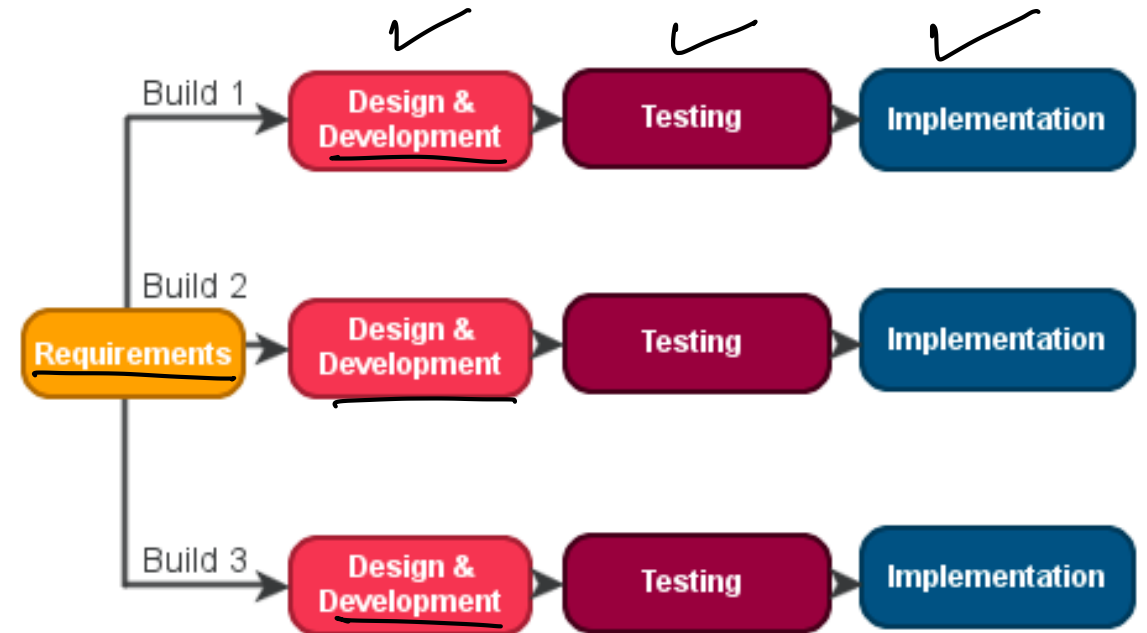 Build 1
Design &
Development
Testing
Implementation
Build 2
Requirements
Design &
Development
Testing
Implementation
Build 3
Design &
Development
Testing
Implementation